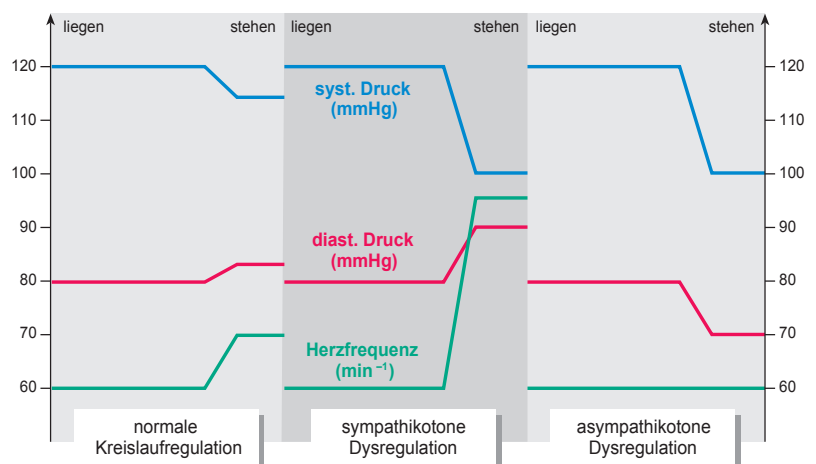 liegen stehen liegen stehen liegen stehen
120 120
syst. Druck
(mmHg)
110 110
100 100
90 90
diast. Druck
(mmHg)
80 80
70 70
Herzfrequenz
(min⁻¹)
60 60
normale
Kreislaufregulation
sympathikotone
Dysregulation
asympathikotone
Dysregulation